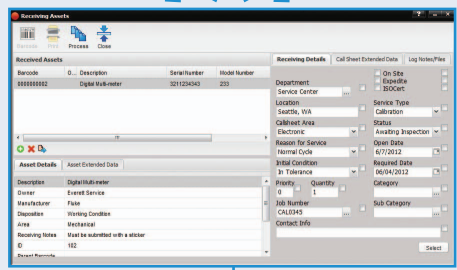 Receiving Assets
Barcode Print Process Close
Received Assets
Barcode D... Description Serial Number Model Number
0000000002 Digital Multi-meter 3211234343 233
Asset Details Asset Extended Data
Description Digital Multi-meter
Owner Everett Service
Manufacturer Fluke
Disposition Working Condition
Area Mechanical
Receiving Notes Must be submitted with a sticker
ID 102
Parent Barcode
Receiving Details Call Sheet Extended Data Log Notes/Files
On Site
Department Expedite
Service Center ... ISOCert
Location Service Type
Seattle, WA Calibration
Callsheet Area Status
Electronic Awaiting Inspection
Reason for Service Open Date
Normal Cycle 6/7/2012
Initial Condition Required Date
In Tolerance 06/04/2012
Priority Quantity Category
0 1 ...
Job Number Sub Category
CAL0345 ... ...
Contact Info
Select